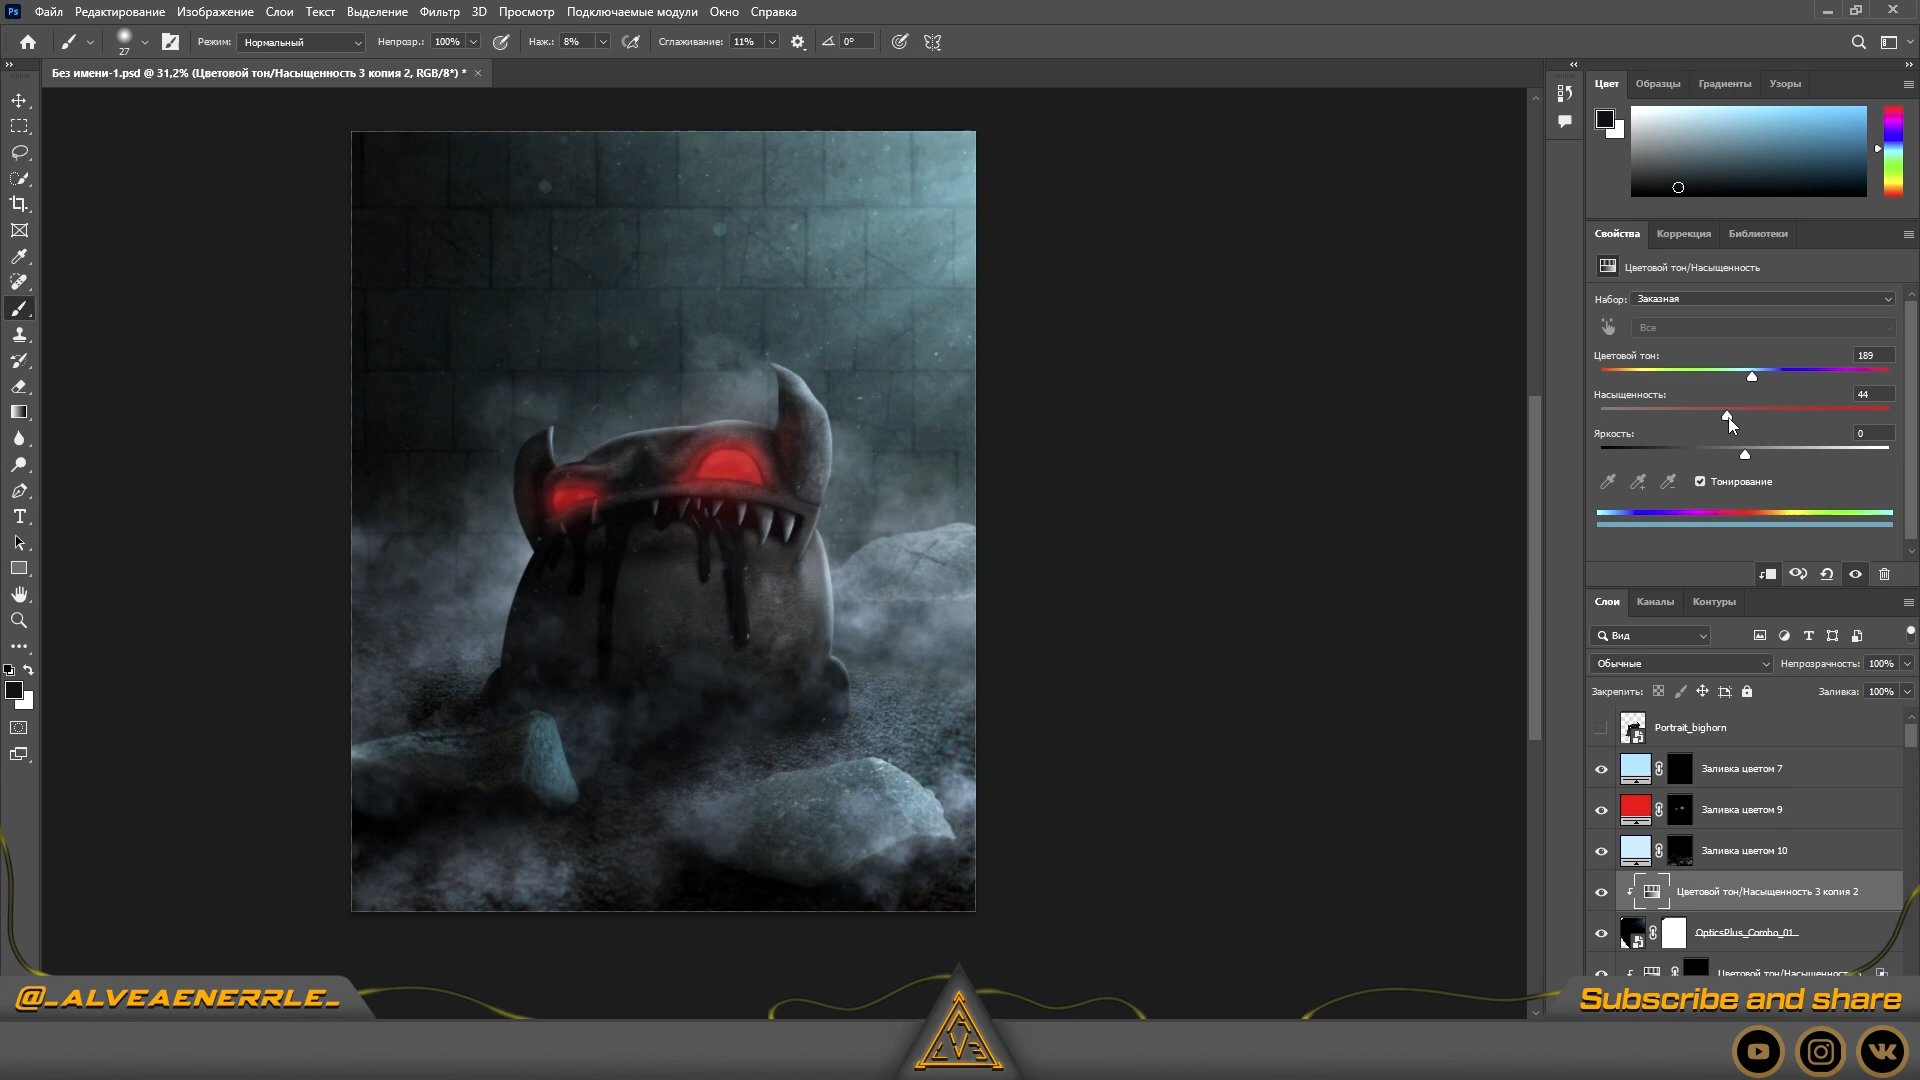 Ps Файл Редактирование Изображение Слои Текст Выделение Фильтр 3D Просмотр Подключаемые модули Окно Справка
27 Режим: Нормальный Непрозр.: 100% Наж.: 8% Сглаживание: 11% 0°
Без имени-1.psd @ 31,2% (Цветовой тон/Насыщенность 3 копия 2, RGB/8*) *
Цвет Образцы Градиенты Узоры
Свойства Коррекция Библиотеки
Цветовой тон/Насыщенность
Набор: Заказная
Все
Цветовой тон: 189
Насыщенность: 44
Яркость: 0
Тонирование
Слои Каналы Контуры
Вид
Обычные Непрозрачность: 100%
Закрепить: Заливка: 100%
Portrait_bighorn
Заливка цветом 7
Заливка цветом 9
Заливка цветом 10
Цветовой тон/Насыщенность 3 копия 2
OpticsPlus_Combo_01_
Цветовой тон/Насыщенност
@_ALVEAENERRLE_
Subscribe and share